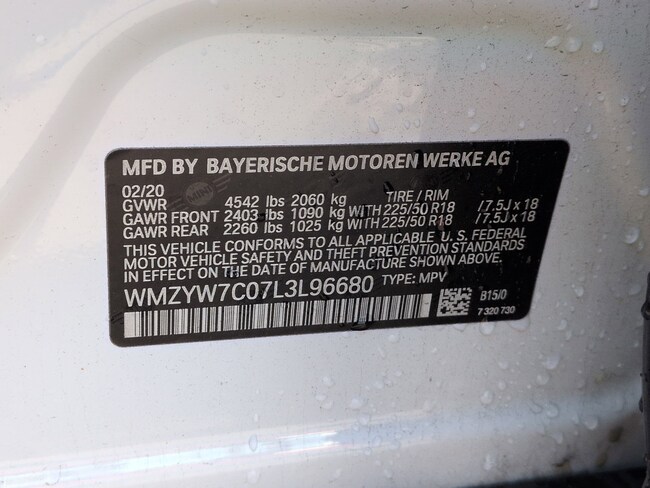 MFD BY BAYERISCHE MOTOREN WERKE AG
02/20
MINI
GVWR 4542 lbs 2060 kg TIRE / RIM
GAWR FRONT 2403 lbs 1090 kg WITH 225/50 R18 /7.5J x 18
GAWR REAR 2260 lbs 1025 kg WITH 225/50 R18 /7.5J x 18
THIS VEHICLE CONFORMS TO ALL APPLICABLE U. S. FEDERAL
MOTOR VEHICLE SAFETY AND THEFT PREVENTION STANDARDS
IN EFFECT ON THE DATE OF MANUFACTURE SHOWN ABOVE.
WMZYW7C07L3L96680 TYPE: MPV
B15/0
7 320 730